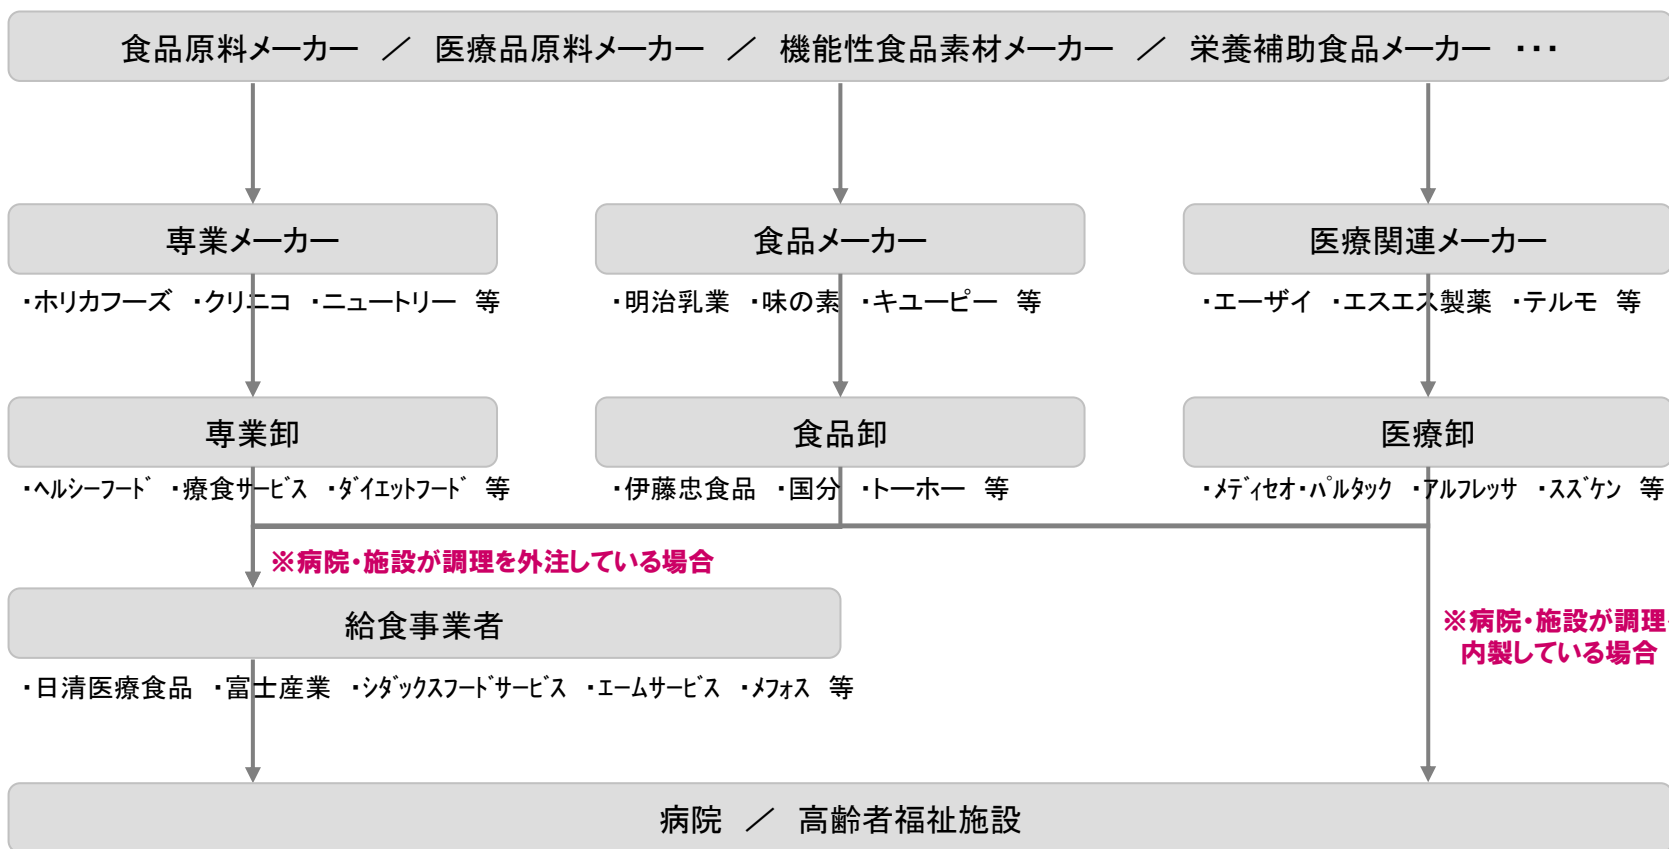 食品原料メーカー ／ 医療品原料メーカー ／ 機能性食品素材メーカー ／ 栄養補助食品メーカー ・・・
専業メーカー
食品メーカー
医療関連メーカー
・ホリカフーズ ・クリニコ ・ニュートリー 等
・明治乳業 ・味の素 ・キユーピー 等
・エーザイ ・エスエス製薬 ・テルモ 等
専業卸
食品卸
医療卸
・ヘルシーフード ・療食サービス ・ダイエットフード 等
・伊藤忠食品 ・国分 ・トーホー 等
・メディセオ・パルタック ・アルフレッサ ・スズケン 等
※病院・施設が調理を外注している場合
給食事業者
※病院・施設が調理
内製している場合
・日清医療食品 ・富士産業 ・シダックスフードサービス ・エームサービス ・メフォス 等
病院 ／ 高齢者福祉施設